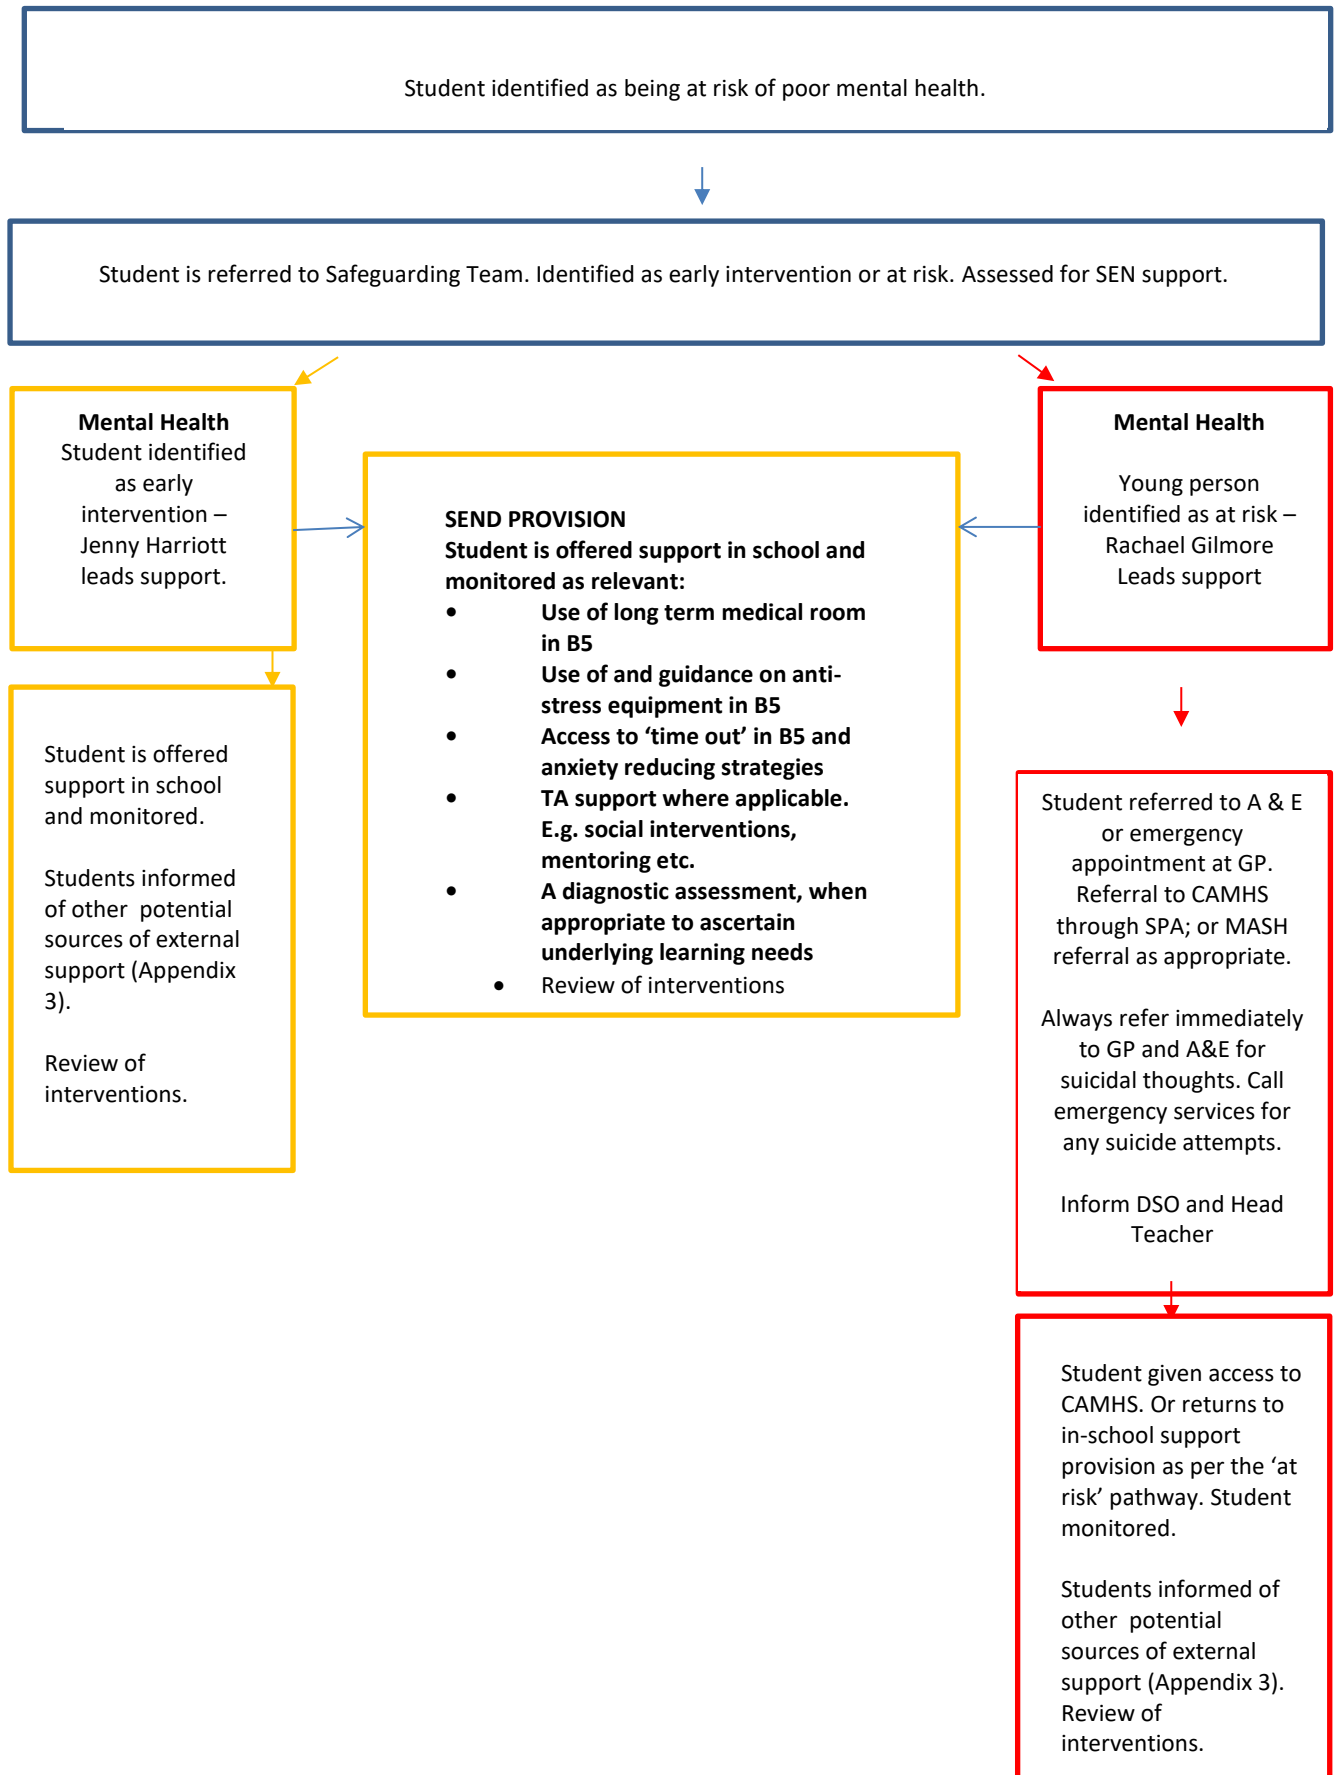 Student identified as being at risk of poor mental health.
Student is referred to Safeguarding Team. Identified as early intervention or at risk. Assessed for SEN support.
Mental Health
Student identified
as early
intervention –
Jenny Harriott
leads support.
Student is offered
support in school
and monitored.
Students informed
of other  potential
sources of external
support (Appendix
3).
Review of
interventions.
SEND PROVISION
Student is offered support in school and
monitored as relevant:
• Use of long term medical room
in B5
• Use of and guidance on anti-
stress equipment in B5
• Access to ‘time out’ in B5 and
anxiety reducing strategies
• TA support where applicable.
E.g. social interventions,
mentoring etc.
• A diagnostic assessment, when
appropriate to ascertain
underlying learning needs
• Review of interventions
Mental Health
Young person
identified as at risk –
Rachael Gilmore
Leads support
Student referred to A & E
or emergency
appointment at GP.
Referral to CAMHS
through SPA; or MASH
referral as appropriate.
Always refer immediately
to GP and A&E for
suicidal thoughts. Call
emergency services for
any suicide attempts.
Inform DSO and Head
Teacher
Student given access to
CAMHS. Or returns to
in-school support
provision as per the ‘at
risk’ pathway. Student
monitored.
Students informed of
other  potential
sources of external
support (Appendix 3).
Review of
interventions.